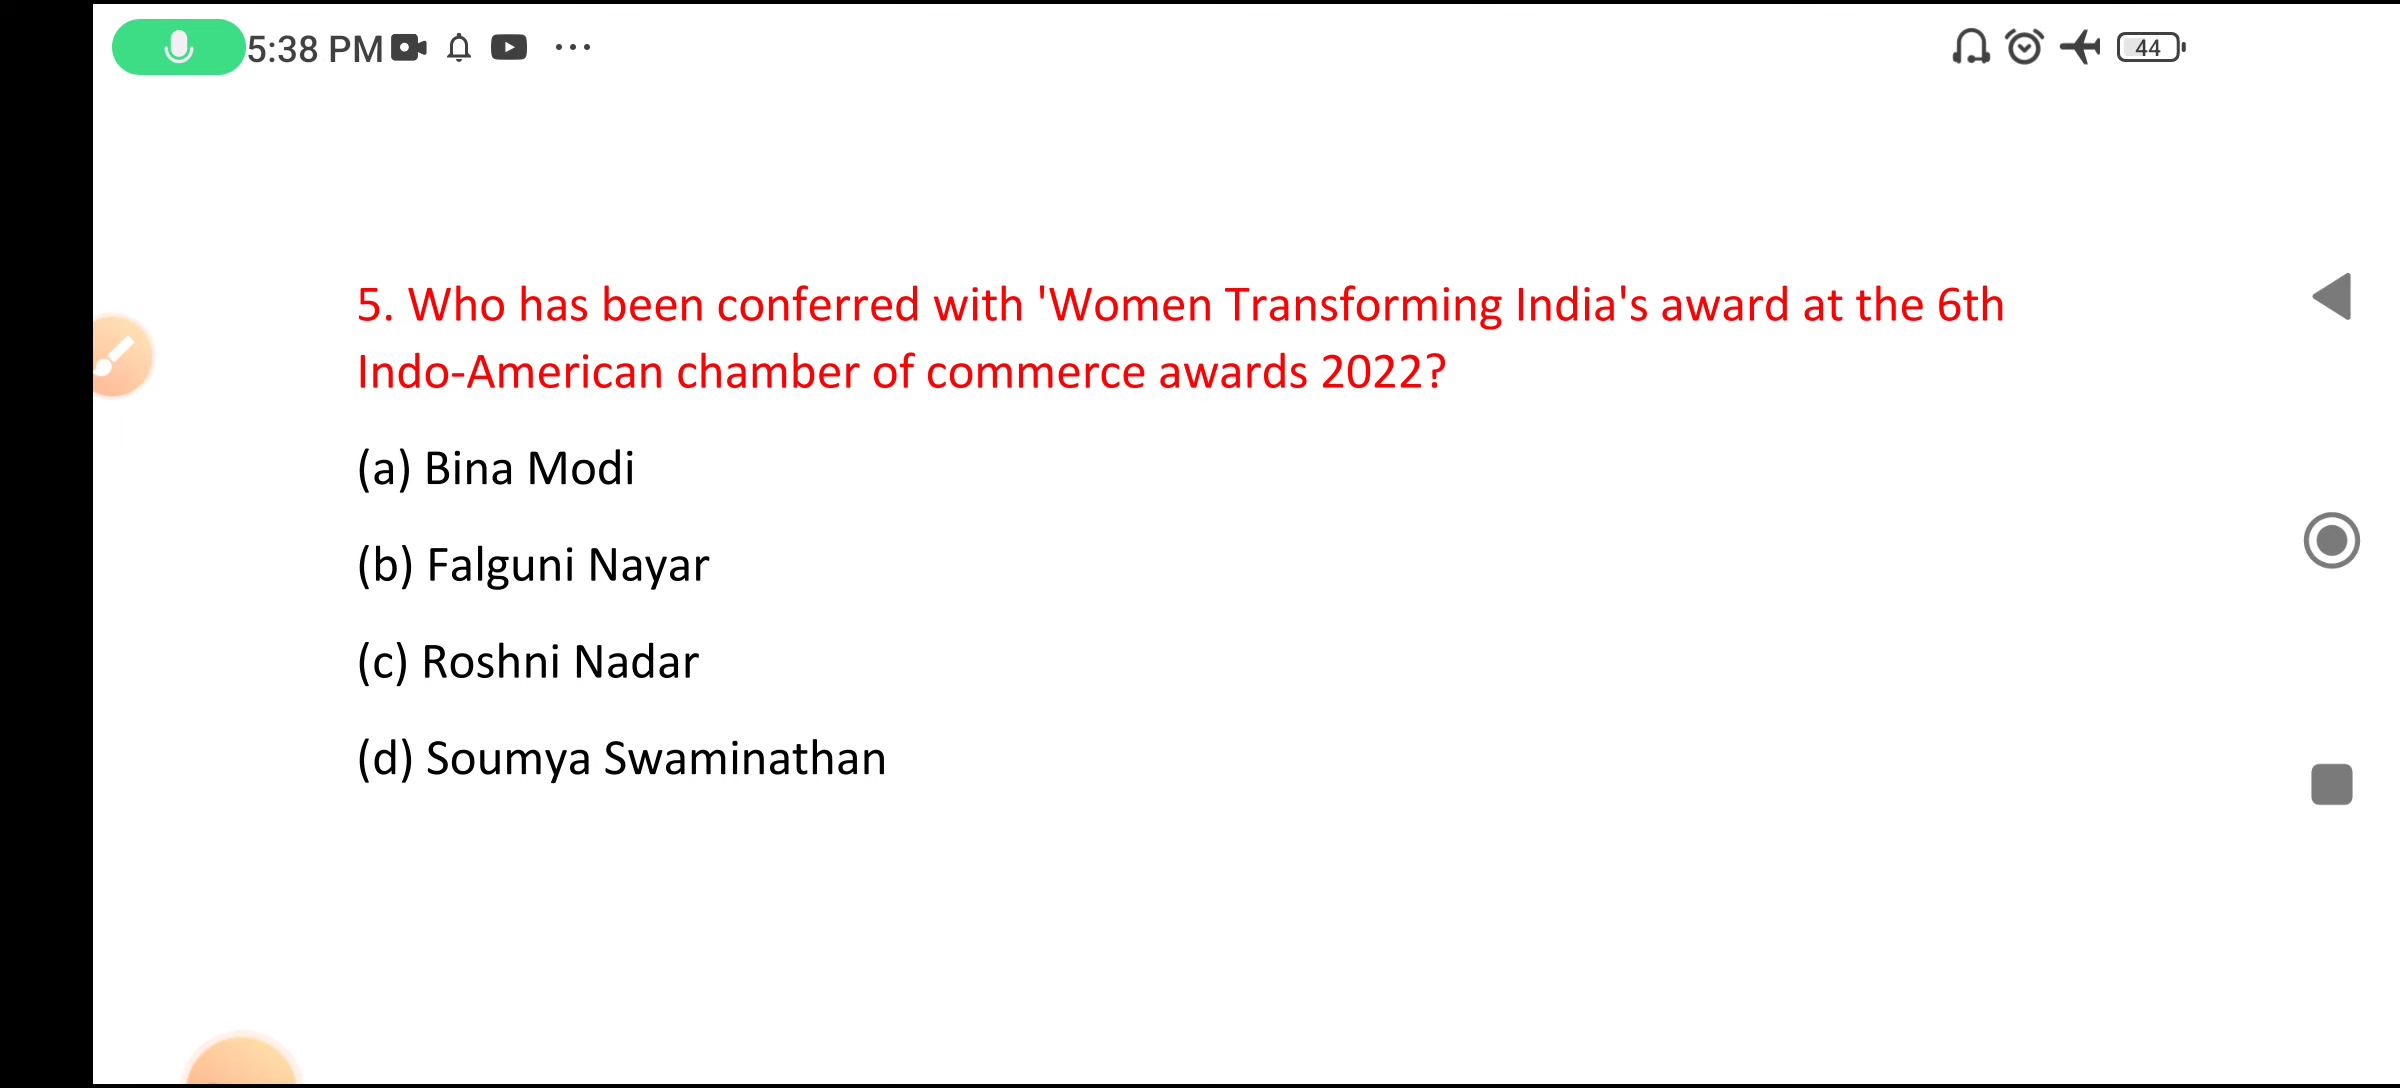 5:38 PM ... 44
5. Who has been conferred with 'Women Transforming India's award at the 6th
Indo-American chamber of commerce awards 2022?
(a) Bina Modi
(b) Falguni Nayar
(c) Roshni Nadar
(d) Soumya Swaminathan